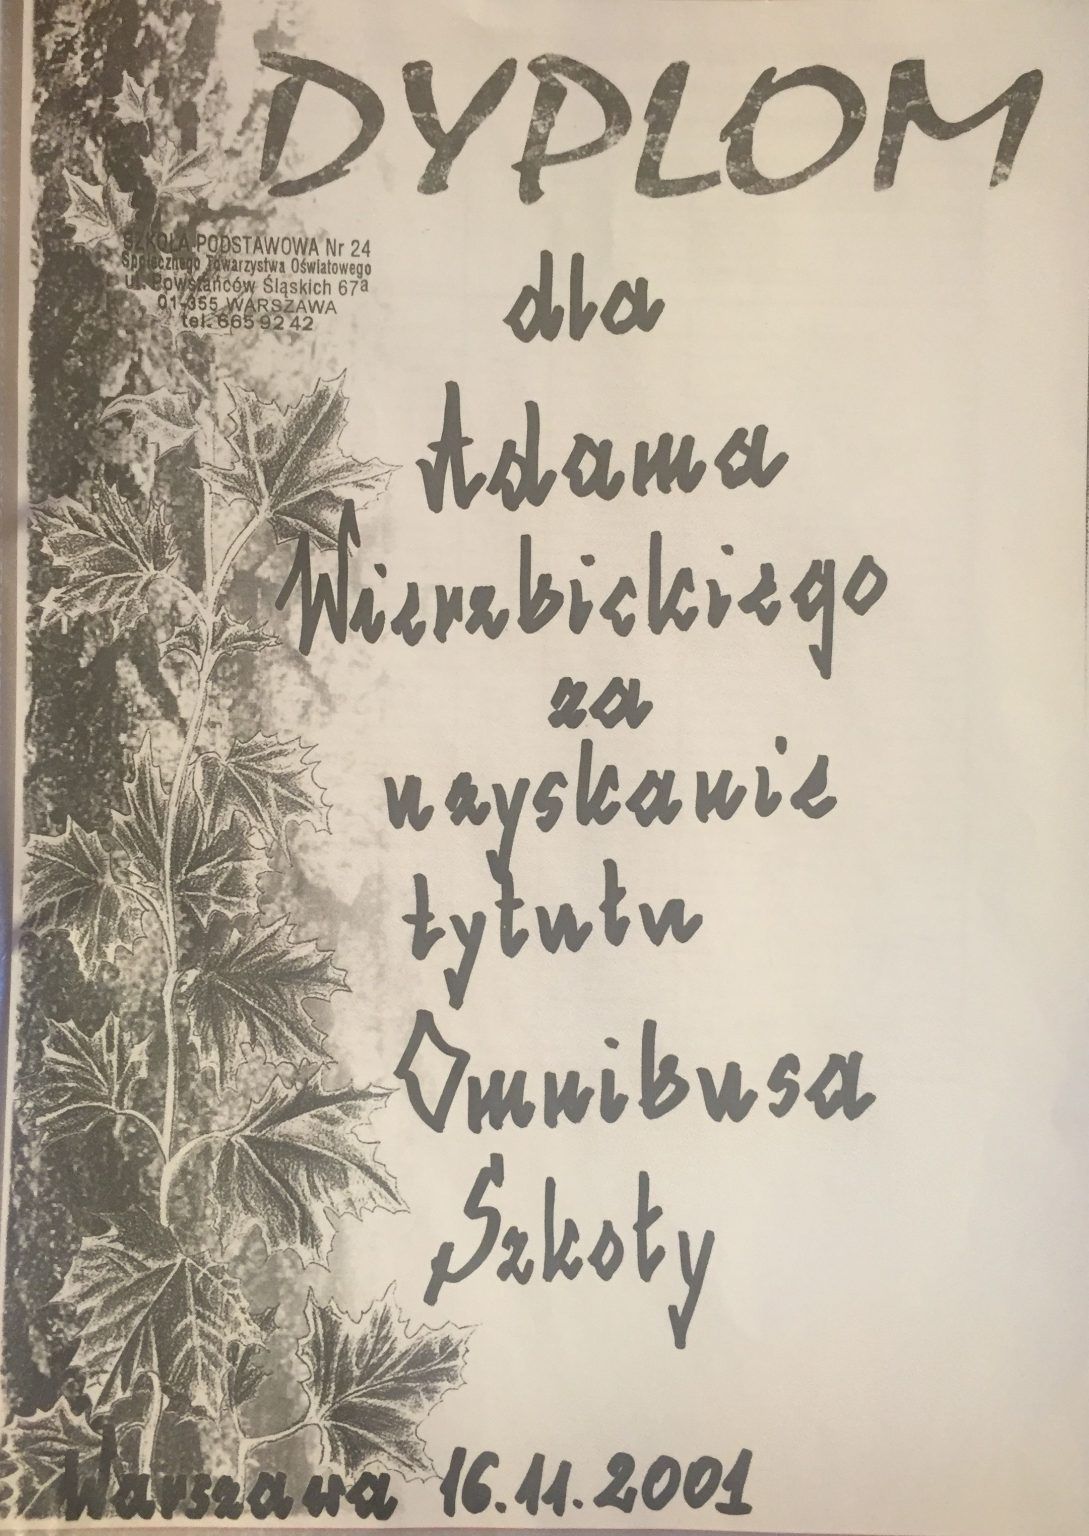 DYPLOM
SZKOŁA PODSTAWOWA Nr 24
Społecznego Towarzystwa Oświatowego
ul. Powstańców Śląskich 67a
01-355 WARSZAWA
tel. 665 92 42
dla
Adama
Wierzbickiego
za
uzyskanie
tytułu
Omnibusa
Szkoły
Warszawa 16.11.2001